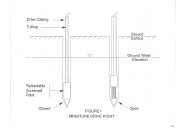 Drive Casing
Tubing
Ground
Surface
Ground Water
Elevation
Retractable
Screened
Point
Closed
Open
FIGURE I
MINIATURE DRIVE POINT